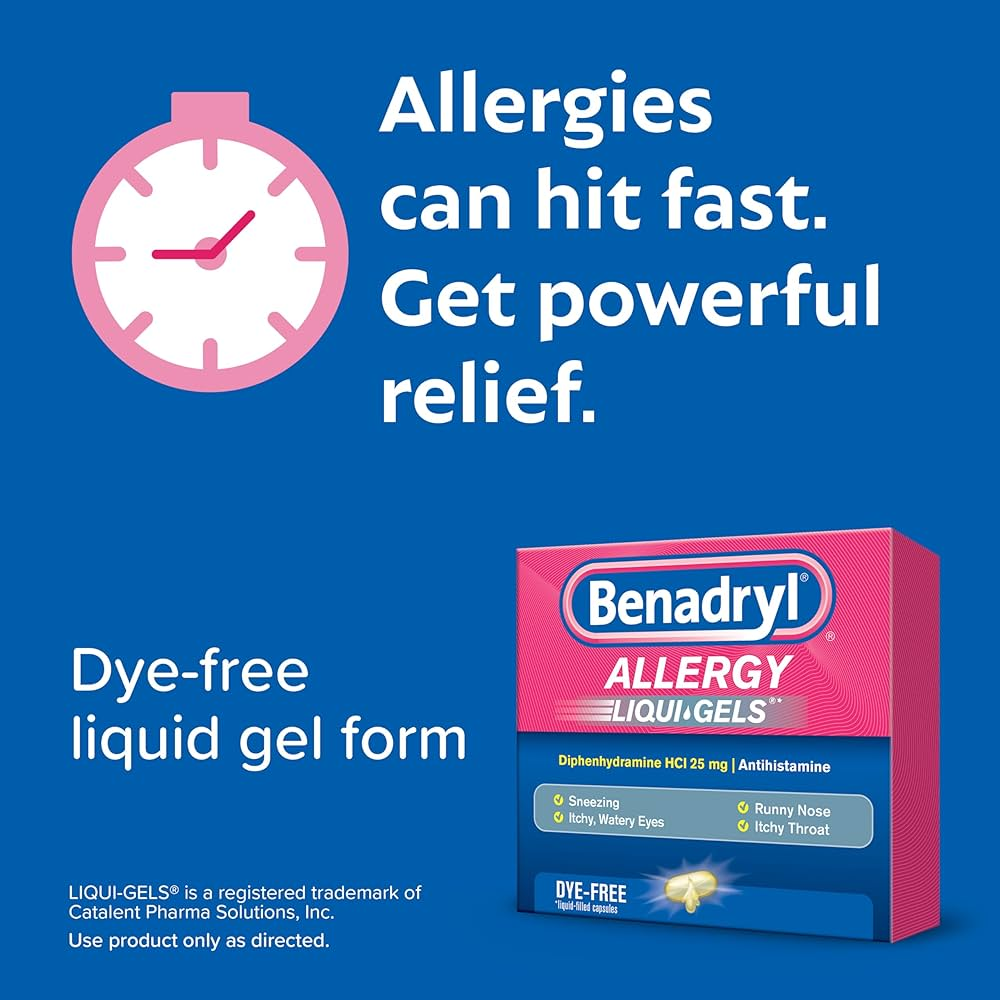 Allergies
can hit fast.
Get powerful
relief.
Dye-free
liquid gel form
LIQUI-GELS® is a registered trademark of
Catalent Pharma Solutions, Inc.
Use product only as directed.
Benadryl®
®
ALLERGY
LIQUI•GELS®*
Diphenhydramine HCl 25 mg | Antihistamine
Sneezing
Itchy, Watery Eyes
Runny Nose
Itchy Throat
DYE-FREE
*liquid-filled capsules